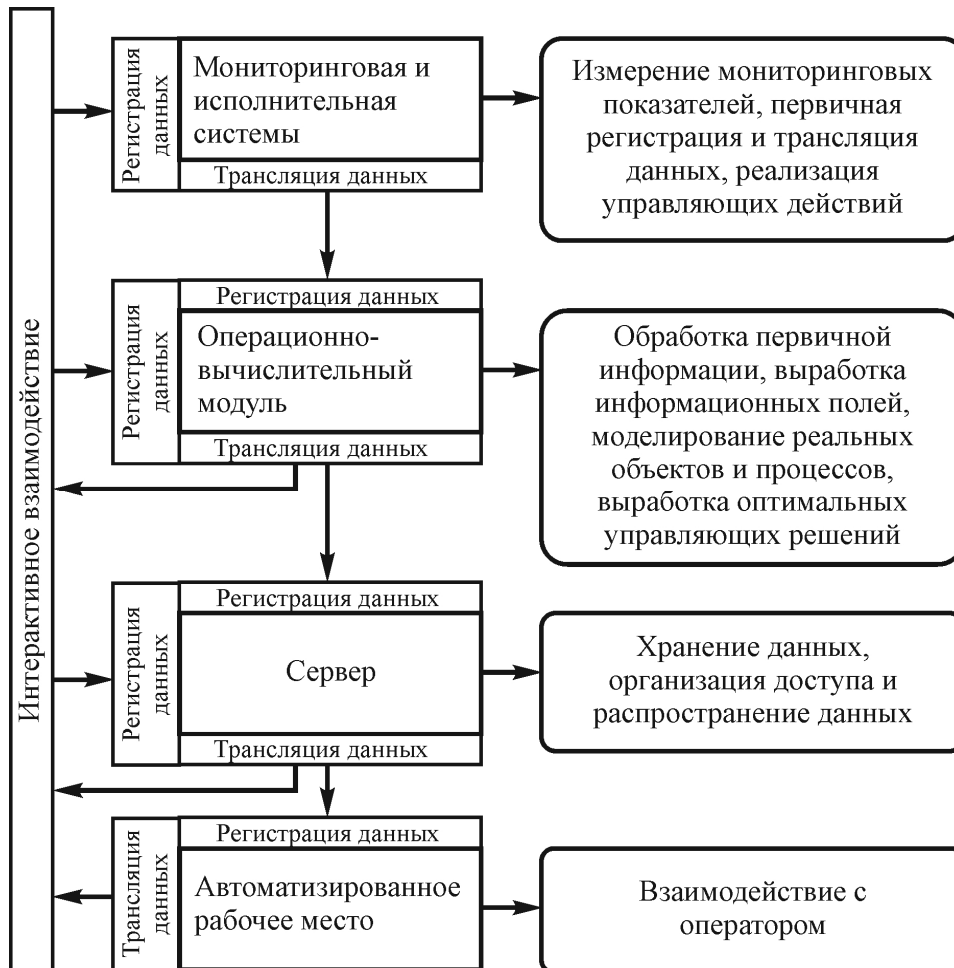 Интерактивное взаимодействие
Регистрация
данных
Мониторинговая и
исполнительная
системы
Трансляция данных
Измерение мониторинговых
показателей, первичная
регистрация и трансляция
данных, реализация
управляющих действий
Регистрация данных
Регистрация
данных
Операционно-
вычислительный
модуль
Трансляция данных
Обработка первичной
информации, выработка
информационных полей,
моделирование реальных
объектов и процессов,
выработка оптимальных
управляющих решений
Регистрация данных
Регистрация
данных
Сервер
Трансляция данных
Хранение данных,
организация доступа и
распространение данных
Регистрация данных
Трансляция
данных
Автоматизированное
рабочее место
Взаимодействие с
оператором